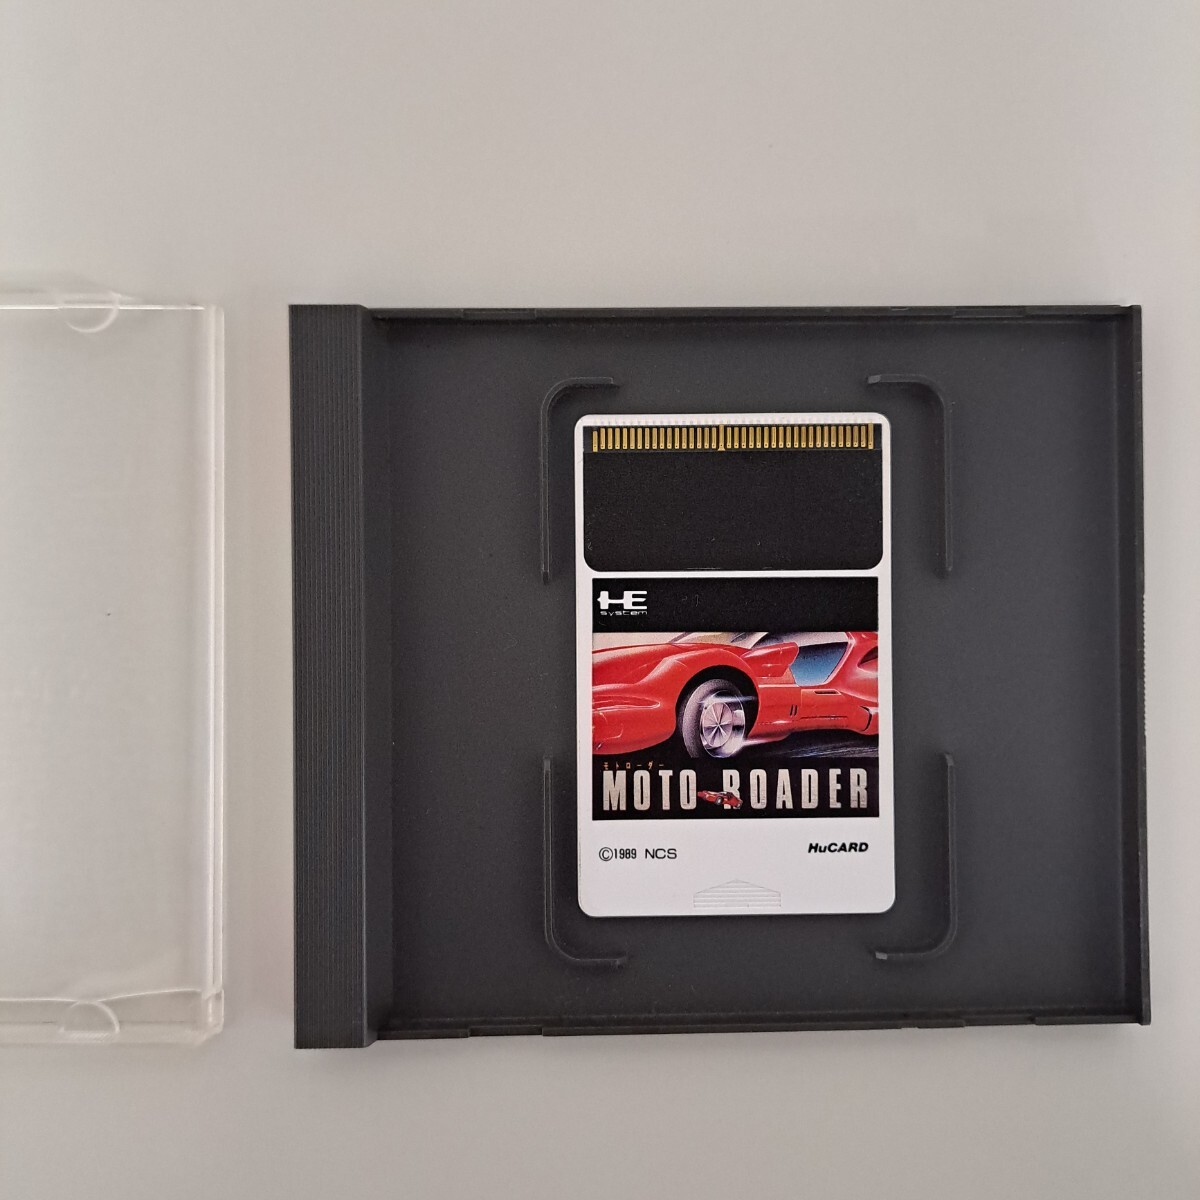 HE
system
モトローダー
MOTO ROADER
©1989 NCS
HuCARD